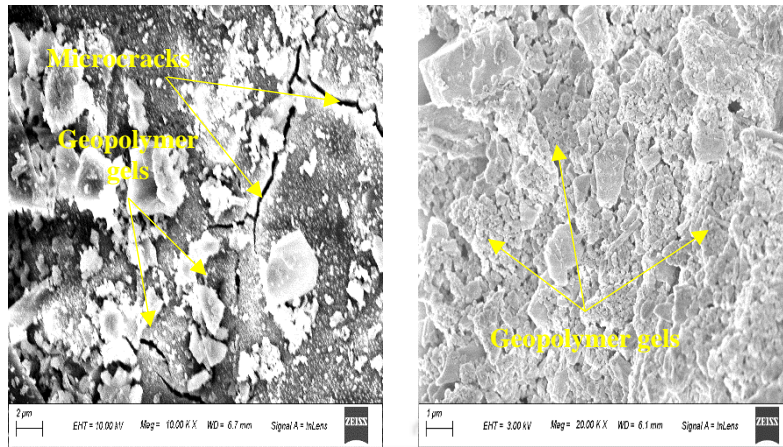 Microcracks
Geopolymer
gels
2 µm
EHT = 10.00 kV Mag = 10.00 K X WD = 6.7 mm Signal A = InLens
ZEISS
Geopolymer gels
1 µm
EHT = 3.00 kV Mag = 20.00 K X WD = 6.1 mm Signal A = InLens
ZEISS